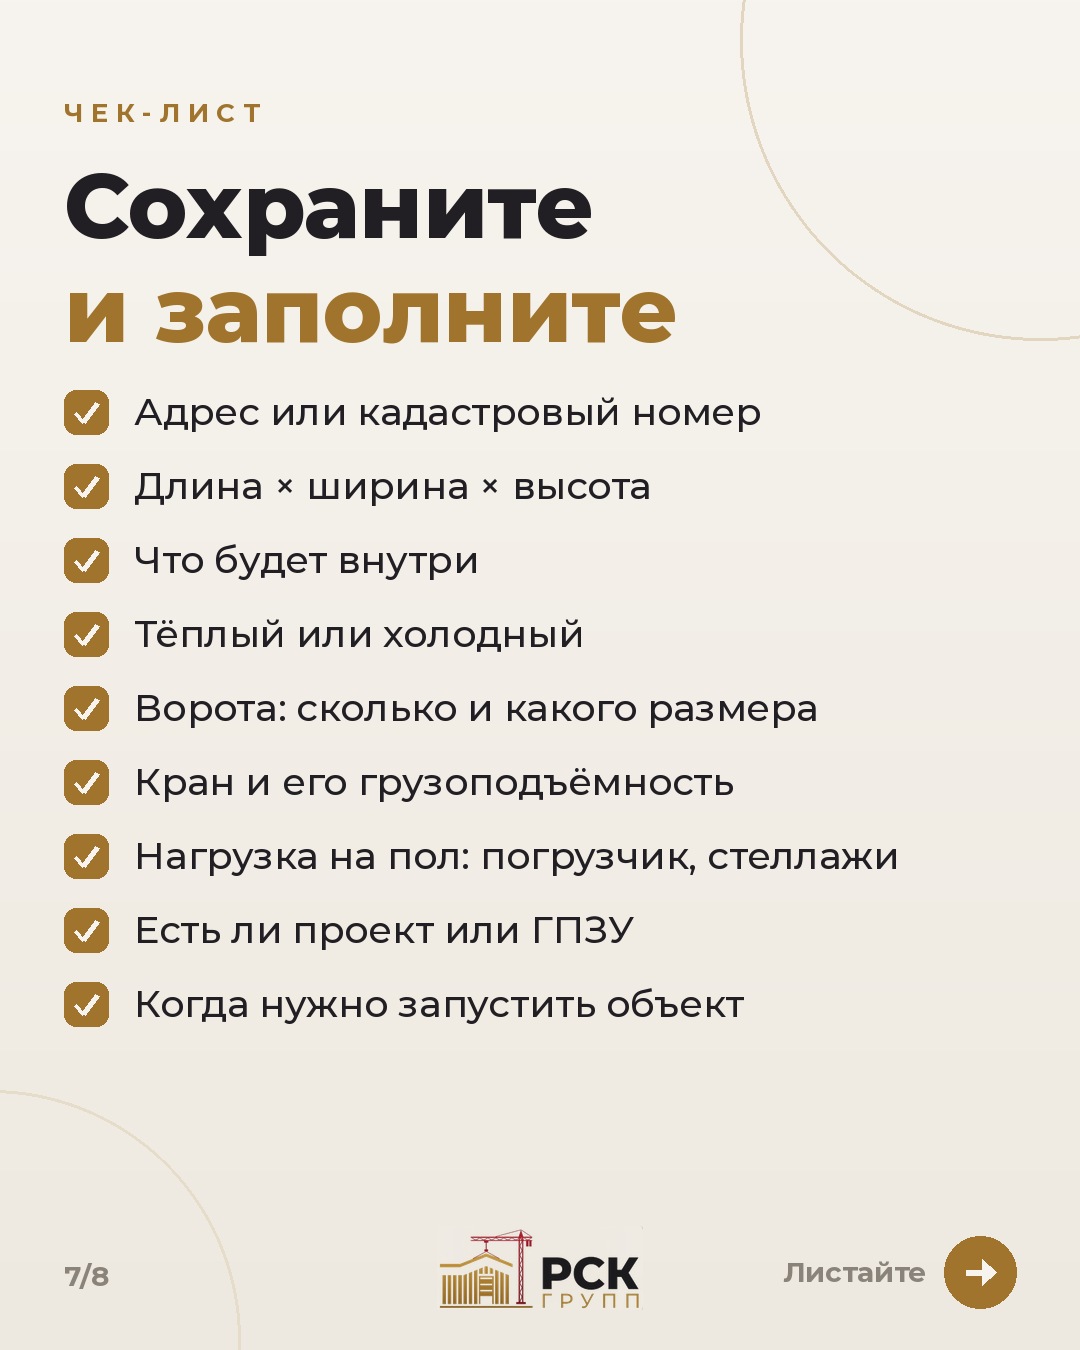 ЧЕК-ЛИСТ
Сохраните
и заполните
Адрес или кадастровый номер
Длина × ширина × высота
Что будет внутри
Тёплый или холодный
Ворота: сколько и какого размера
Кран и его грузоподъёмность
Нагрузка на пол: погрузчик, стеллажи
Есть ли проект или ГПЗУ
Когда нужно запустить объект
7/8
РСК
ГРУПП
Листайте